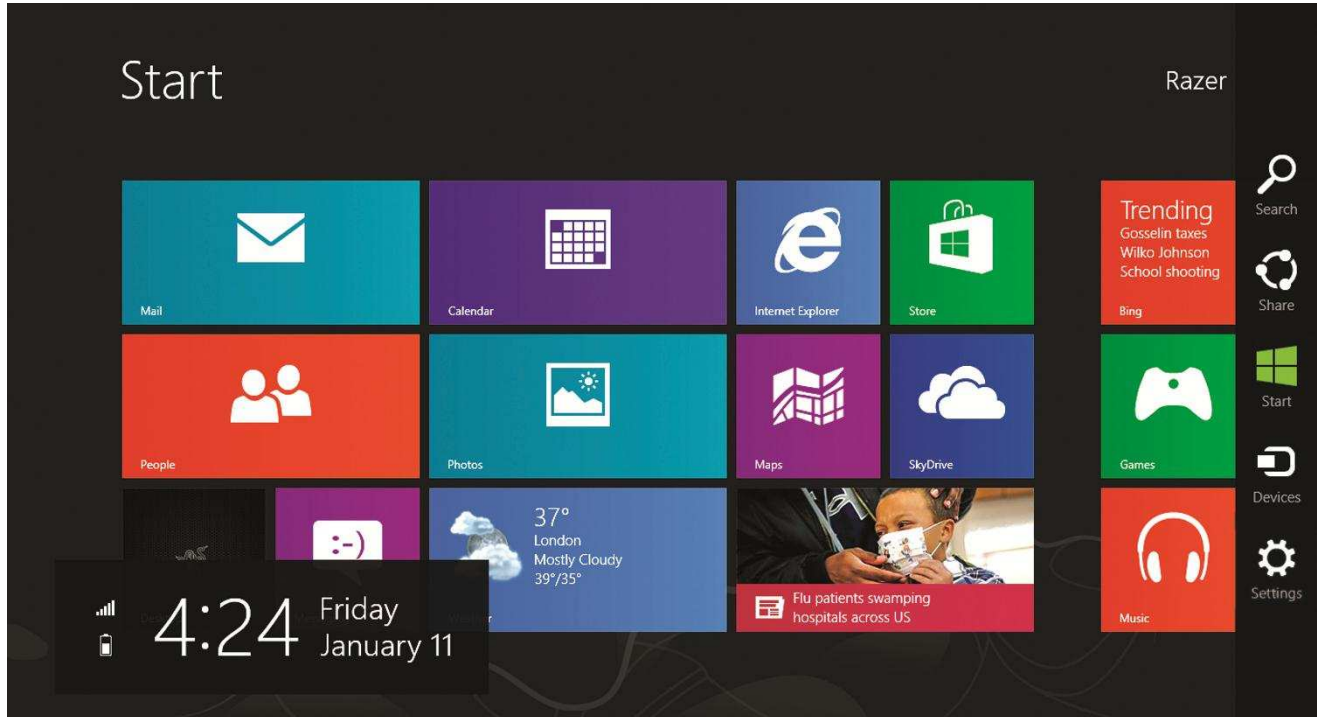 Start
Razer
Mail
Calendar
Internet Explorer
Store
Trending
Gosselin taxes
Wilko Johnson
School shooting
Bing
People
Photos
Maps
SkyDrive
Games
:-)
37°
London
Mostly Cloudy
39°/35°
Flu patients swamping
hospitals across US
Music
4:24
Friday
January 11
Search
Share
Start
Devices
Settings